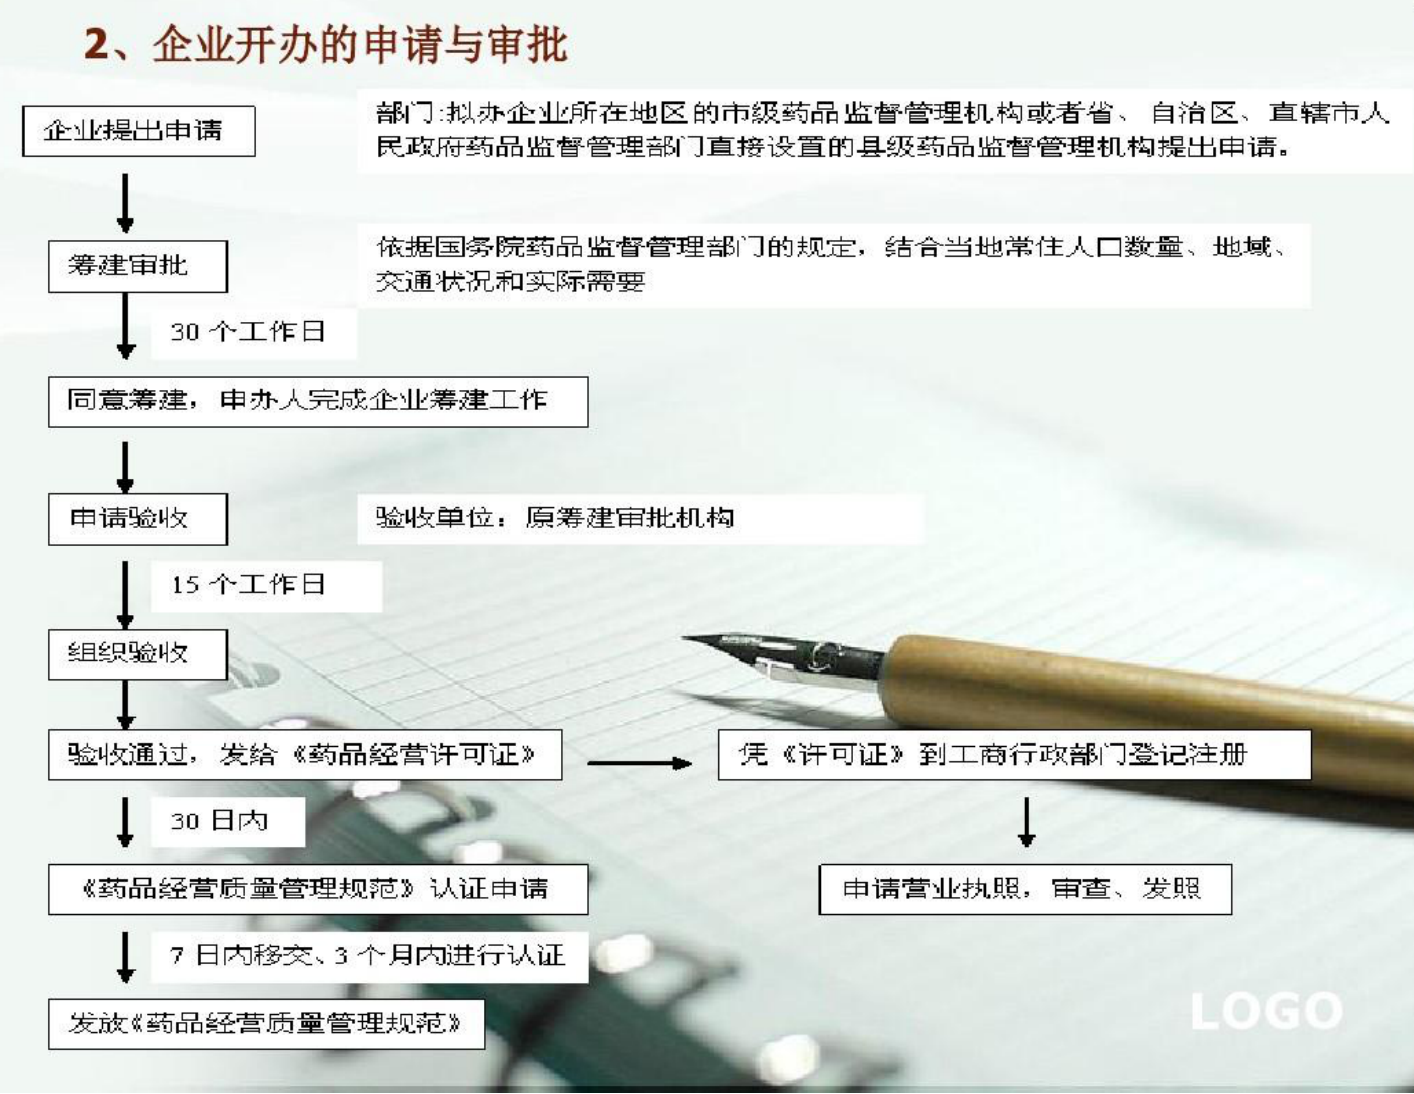 2、企业开办的申请与审批
企业提出申请
部门:拟办企业所在地区的市级药品监督管理机构或者省、自治区、直辖市人
民政府药品监督管理部门直接设置的县级药品监督管理机构提出申请。
筹建审批
依据国务院药品监督管理部门的规定，结合当地常住人口数量、地域、
交通状况和实际需要
30 个工作日
同意筹建，申办人完成企业筹建工作
申请验收
验收单位：原筹建审批机构
15 个工作日
组织验收
验收通过，发给《药品经营许可证》
凭《许可证》到工商行政部门登记注册
30 日内
《药品经营质量管理规范》认证申请
申请营业执照，审查、发照
7 日内移交、3 个月内进行认证
发放《药品经营质量管理规范》
LOGO